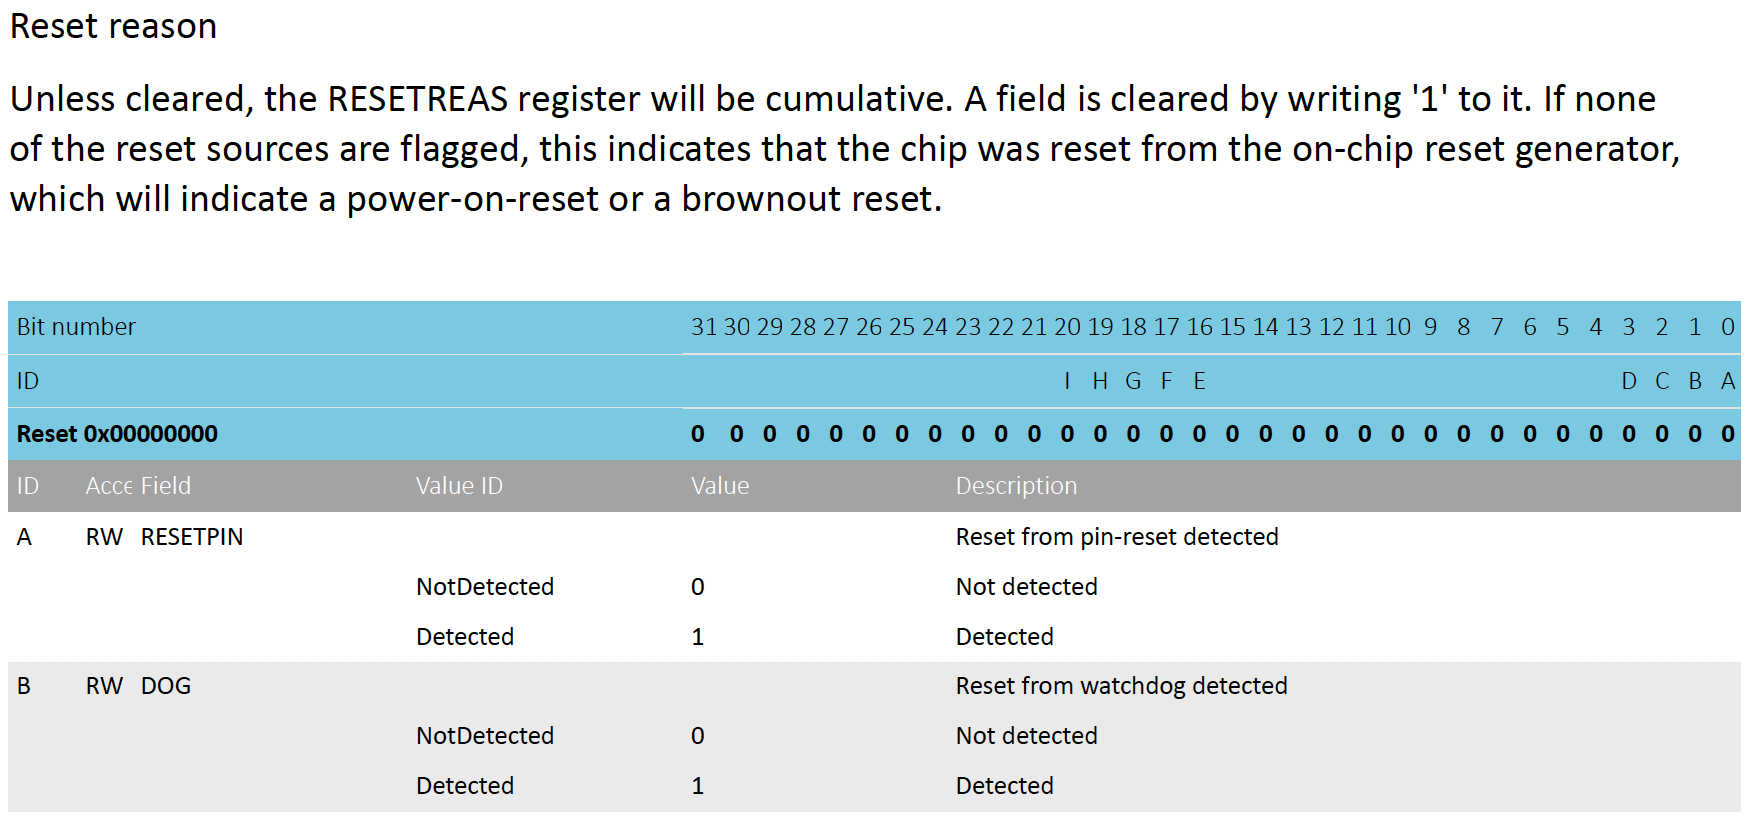 Reset reason
Unless cleared, the RESETREAS register will be cumulative. A field is cleared by writing '1' to it. If none
of the reset sources are flagged, this indicates that the chip was reset from the on-chip reset generator,
which will indicate a power-on-reset or a brownout reset.
Bit number 31 30 29 28 27 26 25 24 23 22 21 20 19 18 17 16 15 14 13 12 11 10 9 8 7 6 5 4 3 2 1 0
ID I H G F E D C B A
Reset 0x00000000 0 0 0 0 0 0 0 0 0 0 0 0 0 0 0 0 0 0 0 0 0 0 0 0 0 0 0 0 0 0 0 0
ID Acce Field Value ID Value Description
A RW RESETPIN Reset from pin-reset detected
NotDetected 0 Not detected
Detected 1 Detected
B RW DOG Reset from watchdog detected
NotDetected 0 Not detected
Detected 1 Detected